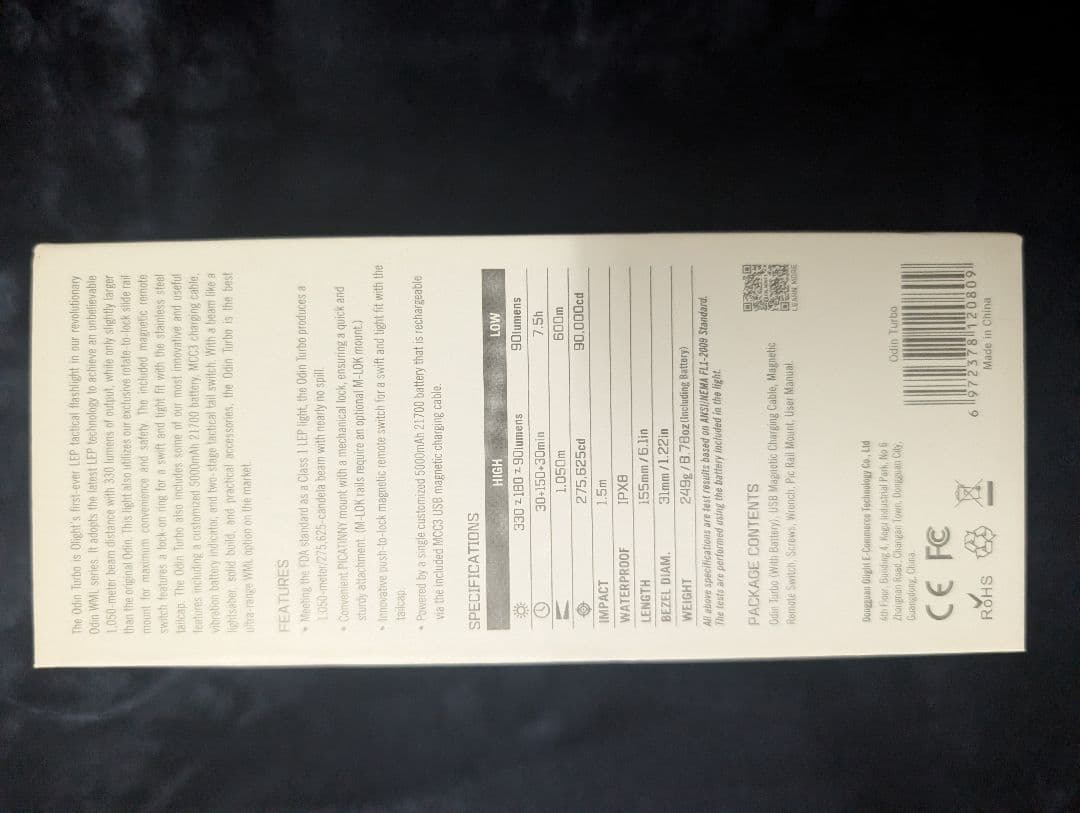 The Odin Turbo is Olight's first-ever LEP tactical flashlight in our revolutionary
Odin WML series. It adopts the latest LEP technology to achieve an unbelievable
1,050-meter beam distance with 330 lumens of output, while only slightly larger
than the original Odin. This light also utilizes our exclusive rotate-to-lock slide rail
mount for maximum convenience and safety. The included magnetic remote
switch features a lock-on ring for a swift and tight fit with the stainless steel
tailcap. The Odin Turbo also includes some of our most innovative and useful
features including a customized 5000mAh 21700 battery, MCC3 charging cable,
vibration battery indicator, and two-stage tactical tail switch. With a beam like a
lightsaber, solid build, and practical accessories, the Odin Turbo is the best
ultra-range WML option on the market.
FEATURES
• Meeting the FDA standard as a Class 1 LEP light, the Odin Turbo produces a
1,050-meter/275,625-candela beam with nearly no spill.
• Convenient PICATINNY mount with a mechanical lock, ensuring a quick and
sturdy attachment. (M-LOK rails require an optional M-LOK mount.)
• Innovative push-to-lock magnetic remote switch for a swift and tight fit with the
tailcap.
• Powered by a single customized 5000mAh 21700 battery that is rechargeable
via the included MCC3 USB magnetic charging cable.
SPECIFICATIONS
HIGH LOW
330~180~90lumens 90lumens
30+150+30min 7.5h
1,050m 600m
275,625cd 90,000cd
IMPACT 1.5m
WATERPROOF IPX8
LENGTH 155mm/6.1in
BEZEL DIAM. 31mm/1.22in
WEIGHT 249g/8.78oz(including battery)
All above specifications are test results based on ANSI/NEMA FL1-2009 Standard.
The tests are performed using the battery included in the light.
PACKAGE CONTENTS
Odin Turbo (With Battery), USB Magnetic Charging Cable, Magnetic
Remote Switch, Screws, Wrench, Pic Rail Mount, User Manual
LEARN MORE
Dongguan Olight E-Commerce Technology Co., Ltd
4th Floor, Building 4, Kegu Industrial Park, No 6
Zhongnan Road, Changan Town, Dongguan City,
Guangdong, China.
Odin Turbo
6 972378 120809
CE FC
RoHS
Made in China